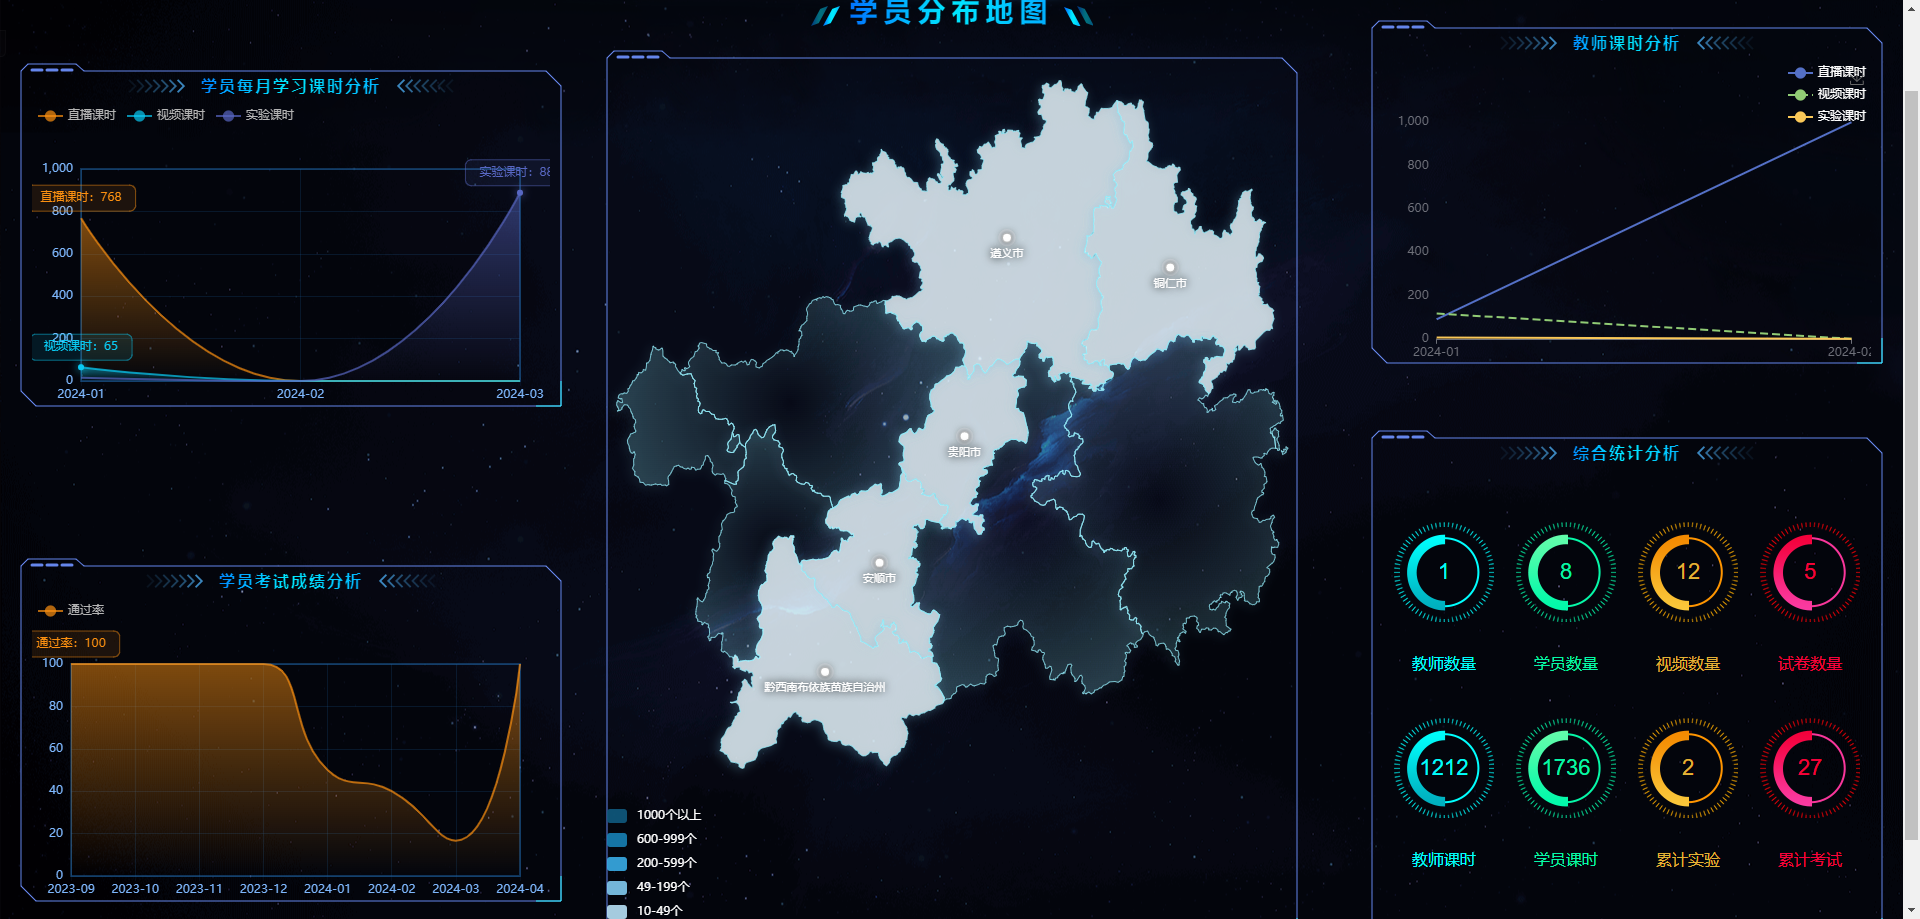 学员分布地图
学员每月学习课时分析
直播课时 视频课时 实验课时
1,000
800
600
400
200
0
直播课时：768
视频课时：65
实验课时：88
2024-01 2024-02 2024-03
学员考试成绩分析
通过率
通过率：100
100
80
60
40
20
0
2023-09 2023-10 2023-11 2023-12 2024-01 2024-02 2024-03 2024-04
遵义市
铜仁市
贵阳市
安顺市
黔西南布依族苗族自治州
1000个以上
600-999个
200-599个
49-199个
10-49个
教师课时分析
直播课时
视频课时
实验课时
1,000
800
600
400
200
0
2024-01 2024-02
综合统计分析
1 8 12 5
教师数量 学员数量 视频数量 试卷数量
1212 1736 2 27
教师课时 学员课时 累计实验 累计考试